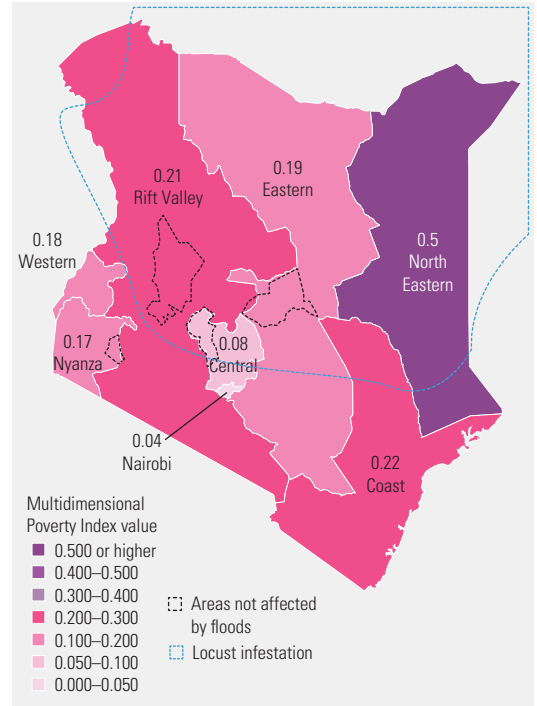 0.21
Rift Valley
0.19
Eastern
0.18
Western
0.5
North
Eastern
0.17
Nyanza
0.08
Central
0.04
Nairobi
0.22
Coast
Multidimensional
Poverty Index value
0.500 or higher
0.400–0.500
0.300–0.400
0.200–0.300
0.100–0.200
0.050–0.100
0.000–0.050
Areas not affected
by floods
Locust infestation